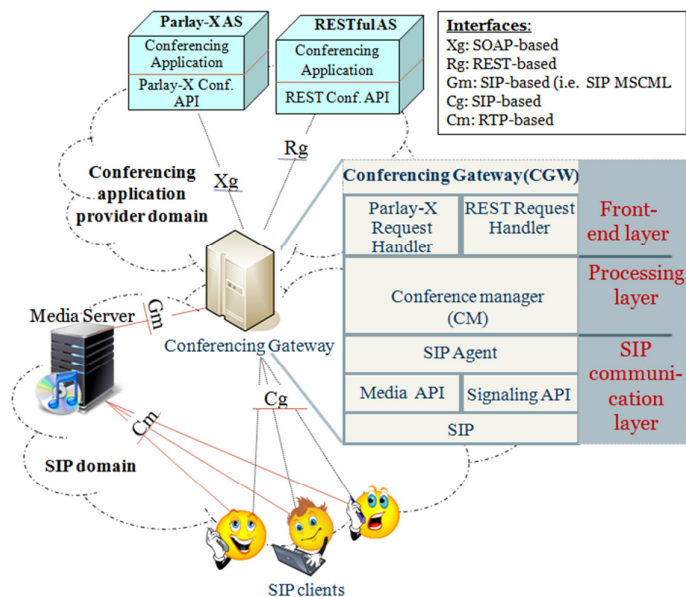 Parlay-X AS
Conferencing
Application
Parlay-X Conf.
API
RESTful AS
Conferencing
Application
REST Conf. API
Interfaces:
Xg: SOAP-based
Rg: REST-based
Gm: SIP-based (i.e. SIP MSCML
Cg: SIP-based
Cm: RTP-based
Conferencing
application
provider domain
Xg
Rg
Conferencing Gateway (CGW)
Parlay-X
Request
Handler
REST Request
Handler
Front-
end layer
Conference manager
(CM)
Processing
layer
SIP Agent
Media API
Signaling API
SIP
SIP
communi-
cation
layer
Media Server
Gm
Conferencing Gateway
Cg
Cm
SIP domain
SIP clients